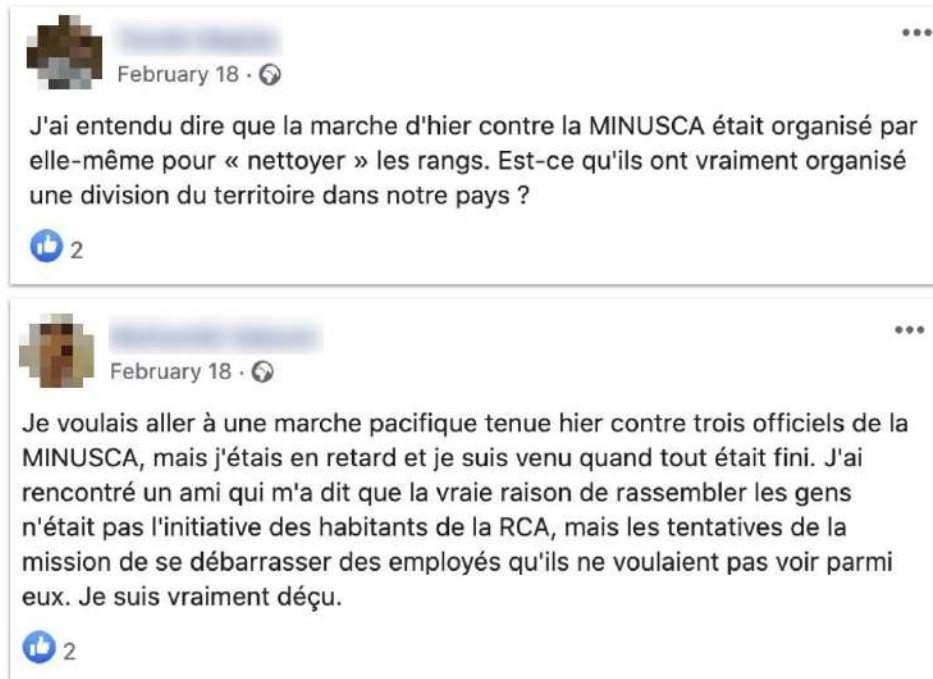 February 18 ·
J'ai entendu dire que la marche d'hier contre la MINUSCA était organisé par
elle-même pour « nettoyer » les rangs. Est-ce qu'ils ont vraiment organisé
une division du territoire dans notre pays ?
2
February 18 ·
Je voulais aller à une marche pacifique tenue hier contre trois officiels de la
MINUSCA, mais j'étais en retard et je suis venu quand tout était fini. J'ai
rencontré un ami qui m'a dit que la vraie raison de rassembler les gens
n'était pas l'initiative des habitants de la RCA, mais les tentatives de la
mission de se débarrasser des employés qu'ils ne voulaient pas voir parmi
eux. Je suis vraiment déçu.
2